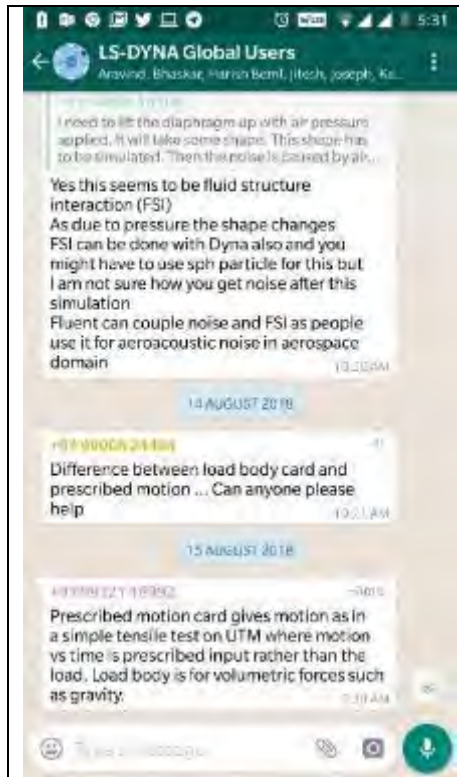 5:31
LS-DYNA Global Users
Aravind, Bhaskar, Harish Beml, Jitesh, Joseph, Ka...
I need to lift the diaphragm up with air pressure
applied. It will take some shape. This shape has
to be simulated. Then the noise is caused by air...
Yes this seems to be fluid structure
interaction (FSI)
As due to pressure the shape changes
FSI can be done with Dyna also and you
might have to use sph particle for this but
I am not sure how you get noise after this
simulation
Fluent can couple noise and FSI as people
use it for aeroacoustic noise in aerospace
domain
14 AUGUST 2018
Difference between load body card and
prescribed motion ... Can anyone please
help
15 AUGUST 2018
Prescribed motion card gives motion as in
a simple tensile test on UTM where motion
vs time is prescribed input rather than the
load. Load body is for volumetric forces such
as gravity.
Type a message